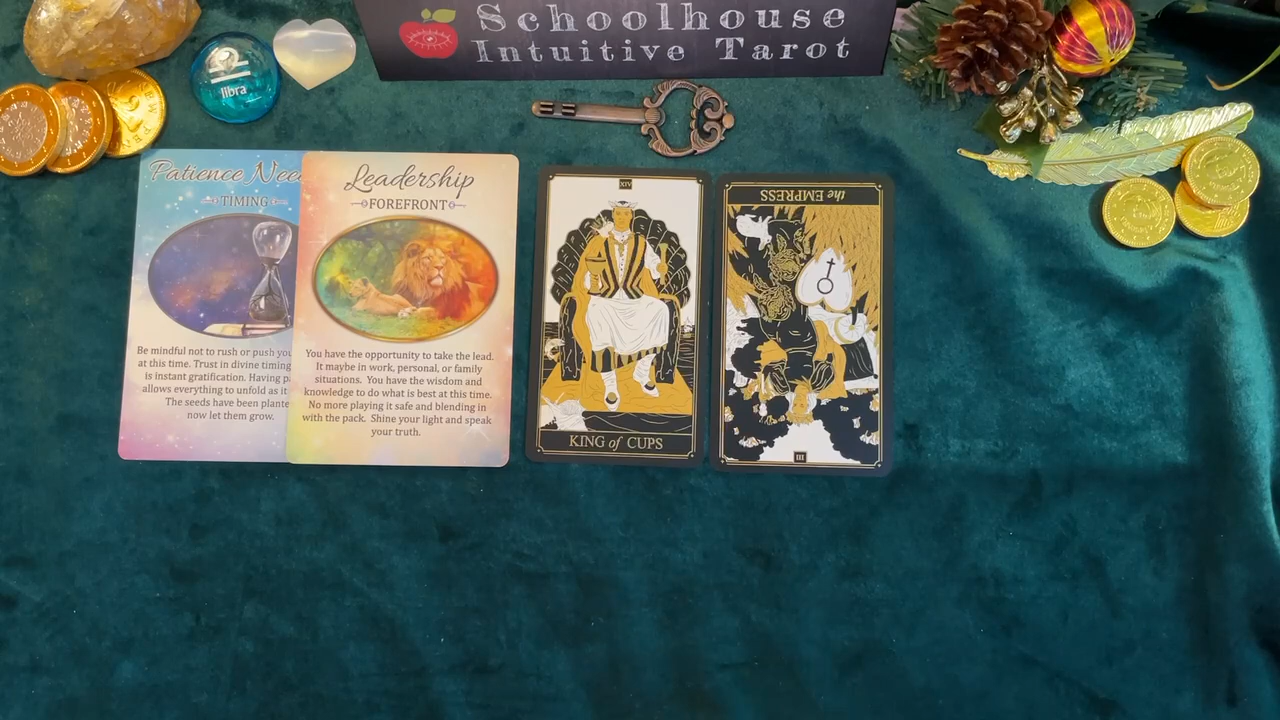 Schoolhouse
Intuitive Tarot
libra
Patience Nee
TIMING
Be mindful not to rush or push you
at this time. Trust in divine timing
is instant gratification. Having pa
allows everything to unfold as it
The seeds have been plante
now let them grow.
Leadership
FOREFRONT
You have the opportunity to take the lead.
It maybe in work, personal, or family
situations. You have the wisdom and
knowledge to do what is best at this time.
No more playing it safe and blending in
with the pack. Shine your light and speak
your truth.
XIV
KING of CUPS
the EMPRESS
III